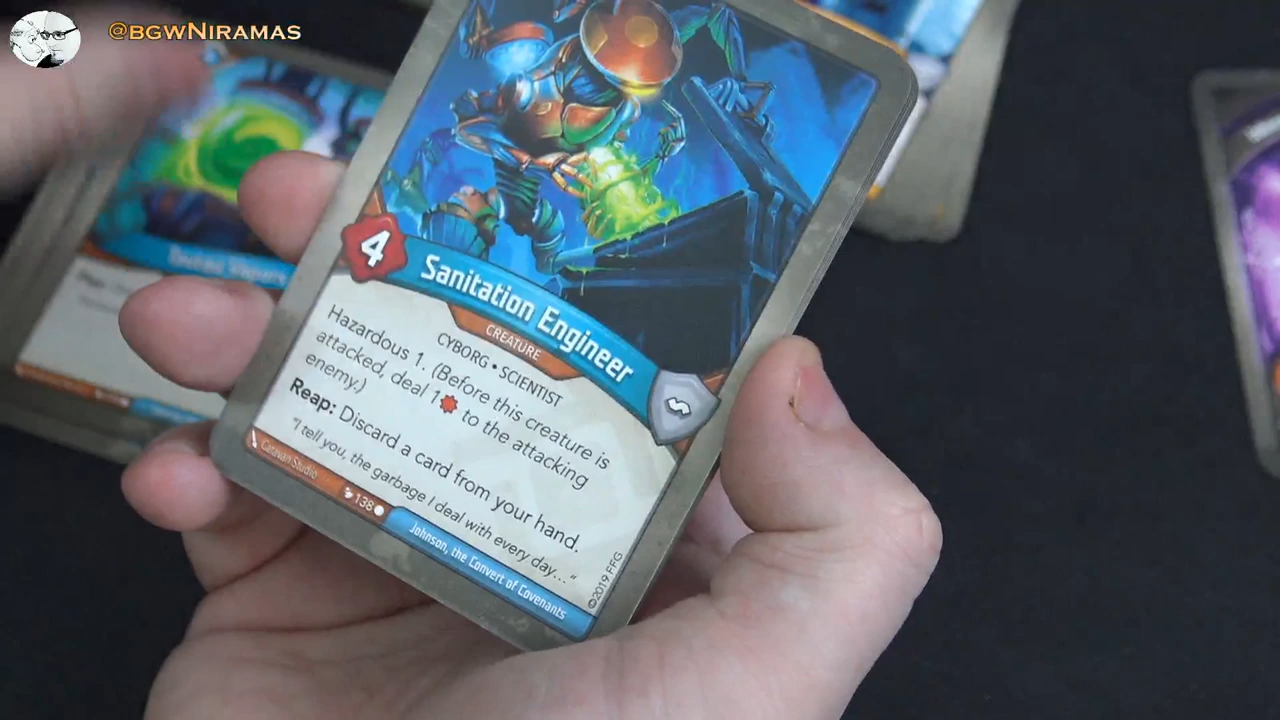 @BGWNIRAMAS
4
Sanitation Engineer
CREATURE
CYBORG • SCIENTIST
Hazardous 1. (Before this creature is
attacked, deal 1 to the attacking
enemy.)
Reap: Discard a card from your hand.
"I tell you, the garbage I deal with every day..."
Caravan Studio
138
©2019 FFG
Johnson, the Convert of Covenants